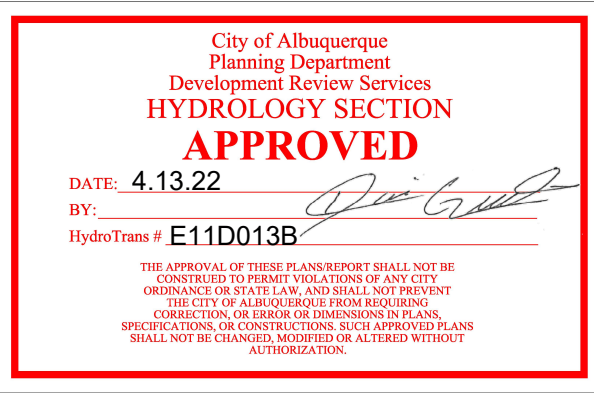 City of Albuquerque
Planning Department
Development Review Services
HYDROLOGY SECTION
APPROVED
DATE: 4.13.22
BY:
HydroTrans # E11D013B
THE APPROVAL OF THESE PLANS/REPORT SHALL NOT BE
CONSTRUED TO PERMIT VIOLATIONS OF ANY CITY
ORDINANCE OR STATE LAW, AND SHALL NOT PREVENT
THE CITY OF ALBUQUERQUE FROM REQUIRING
CORRECTION, OR ERROR OR DIMENSIONS IN PLANS,
SPECIFICATIONS, OR CONSTRUCTIONS. SUCH APPROVED PLANS
SHALL NOT BE CHANGED, MODIFIED OR ALTERED WITHOUT
AUTHORIZATION.